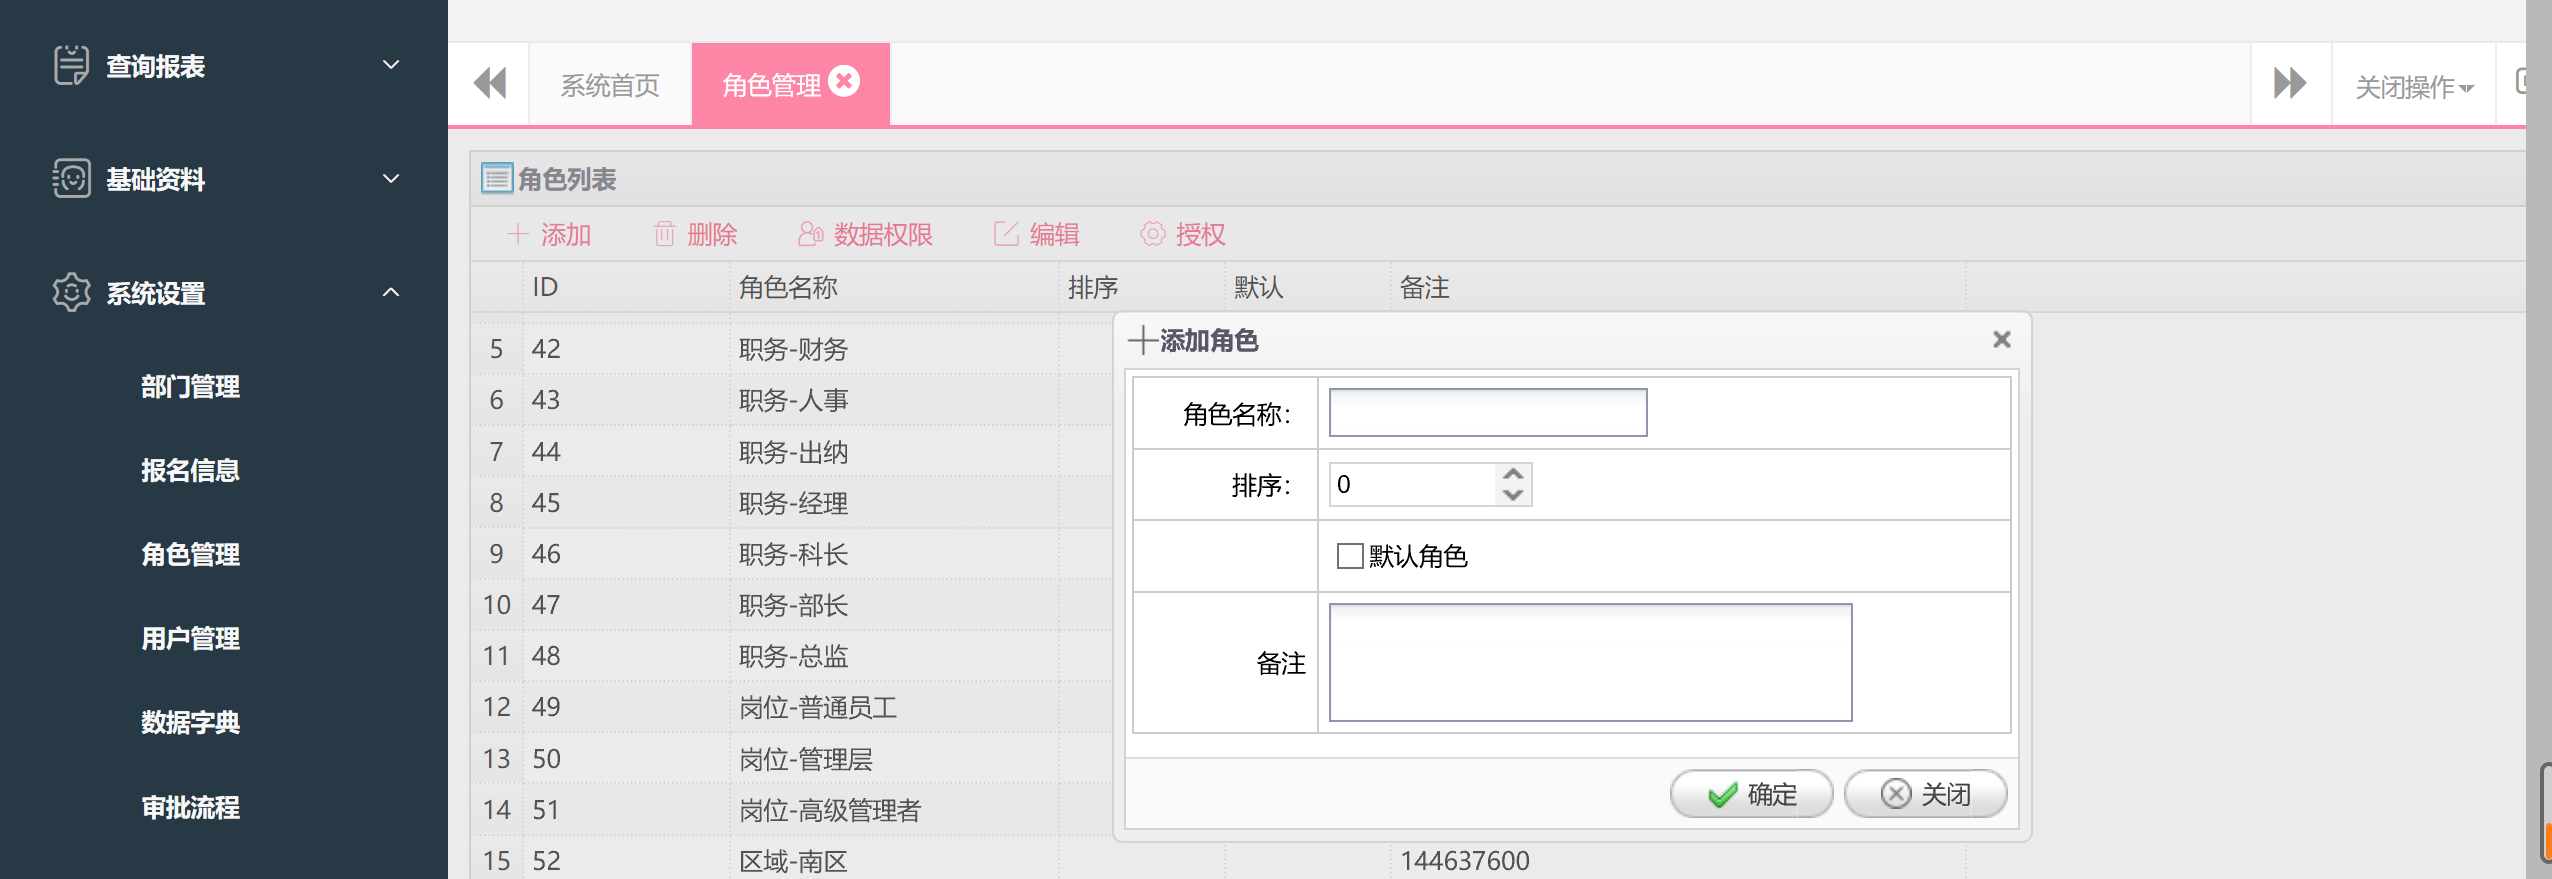 查询报表
基础资料
系统设置
部门管理
报名信息
角色管理
用户管理
数据字典
审批流程
系统首页 角色管理 关闭操作
角色列表
添加 删除 数据权限 编辑 授权
ID 角色名称 排序 默认 备注
5 42 职务-财务
6 43 职务-人事
7 44 职务-出纳
8 45 职务-经理
9 46 职务-科长
10 47 职务-部长
11 48 职务-总监
12 49 岗位-普通员工
13 50 岗位-管理层
14 51 岗位-高级管理者
15 52 区域-南区 144637600
添加角色
角色名称:
排序: 0
默认角色
备注
确定 关闭